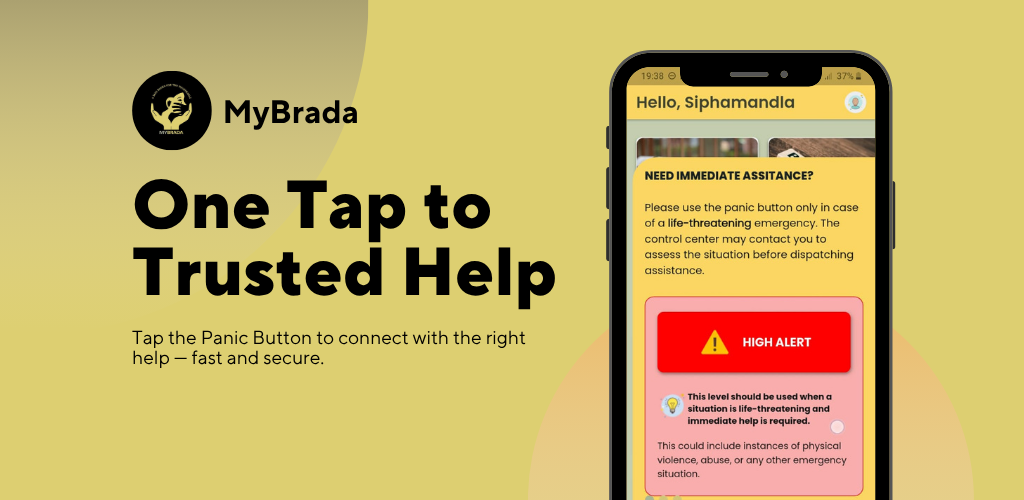 MyBrada
One Tap to
Trusted Help
Tap the Panic Button to connect with the right
help — fast and secure.
MYBRADA
19:38
37%
Hello, Siphamandla
NEED IMMEDIATE ASSITANCE?
Please use the panic button only in case
of a life-threatening emergency. The
control center may contact you to
assess the situation before dispatching
assistance.
HIGH ALERT
This level should be used when a
situation is life-threatening and
immediate help is required.
This could include instances of physical
violence, abuse, or any other emergency
situation.